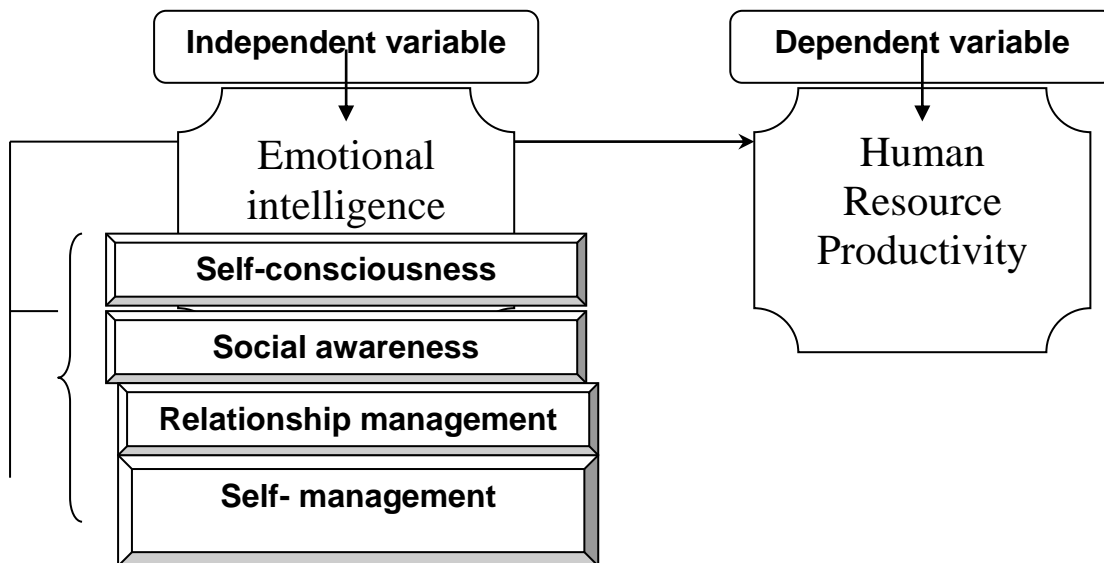 Independent variable
Dependent variable
Emotional
intelligence
Human
Resource
Productivity
Self-consciousness
Social awareness
Relationship management
Self- management